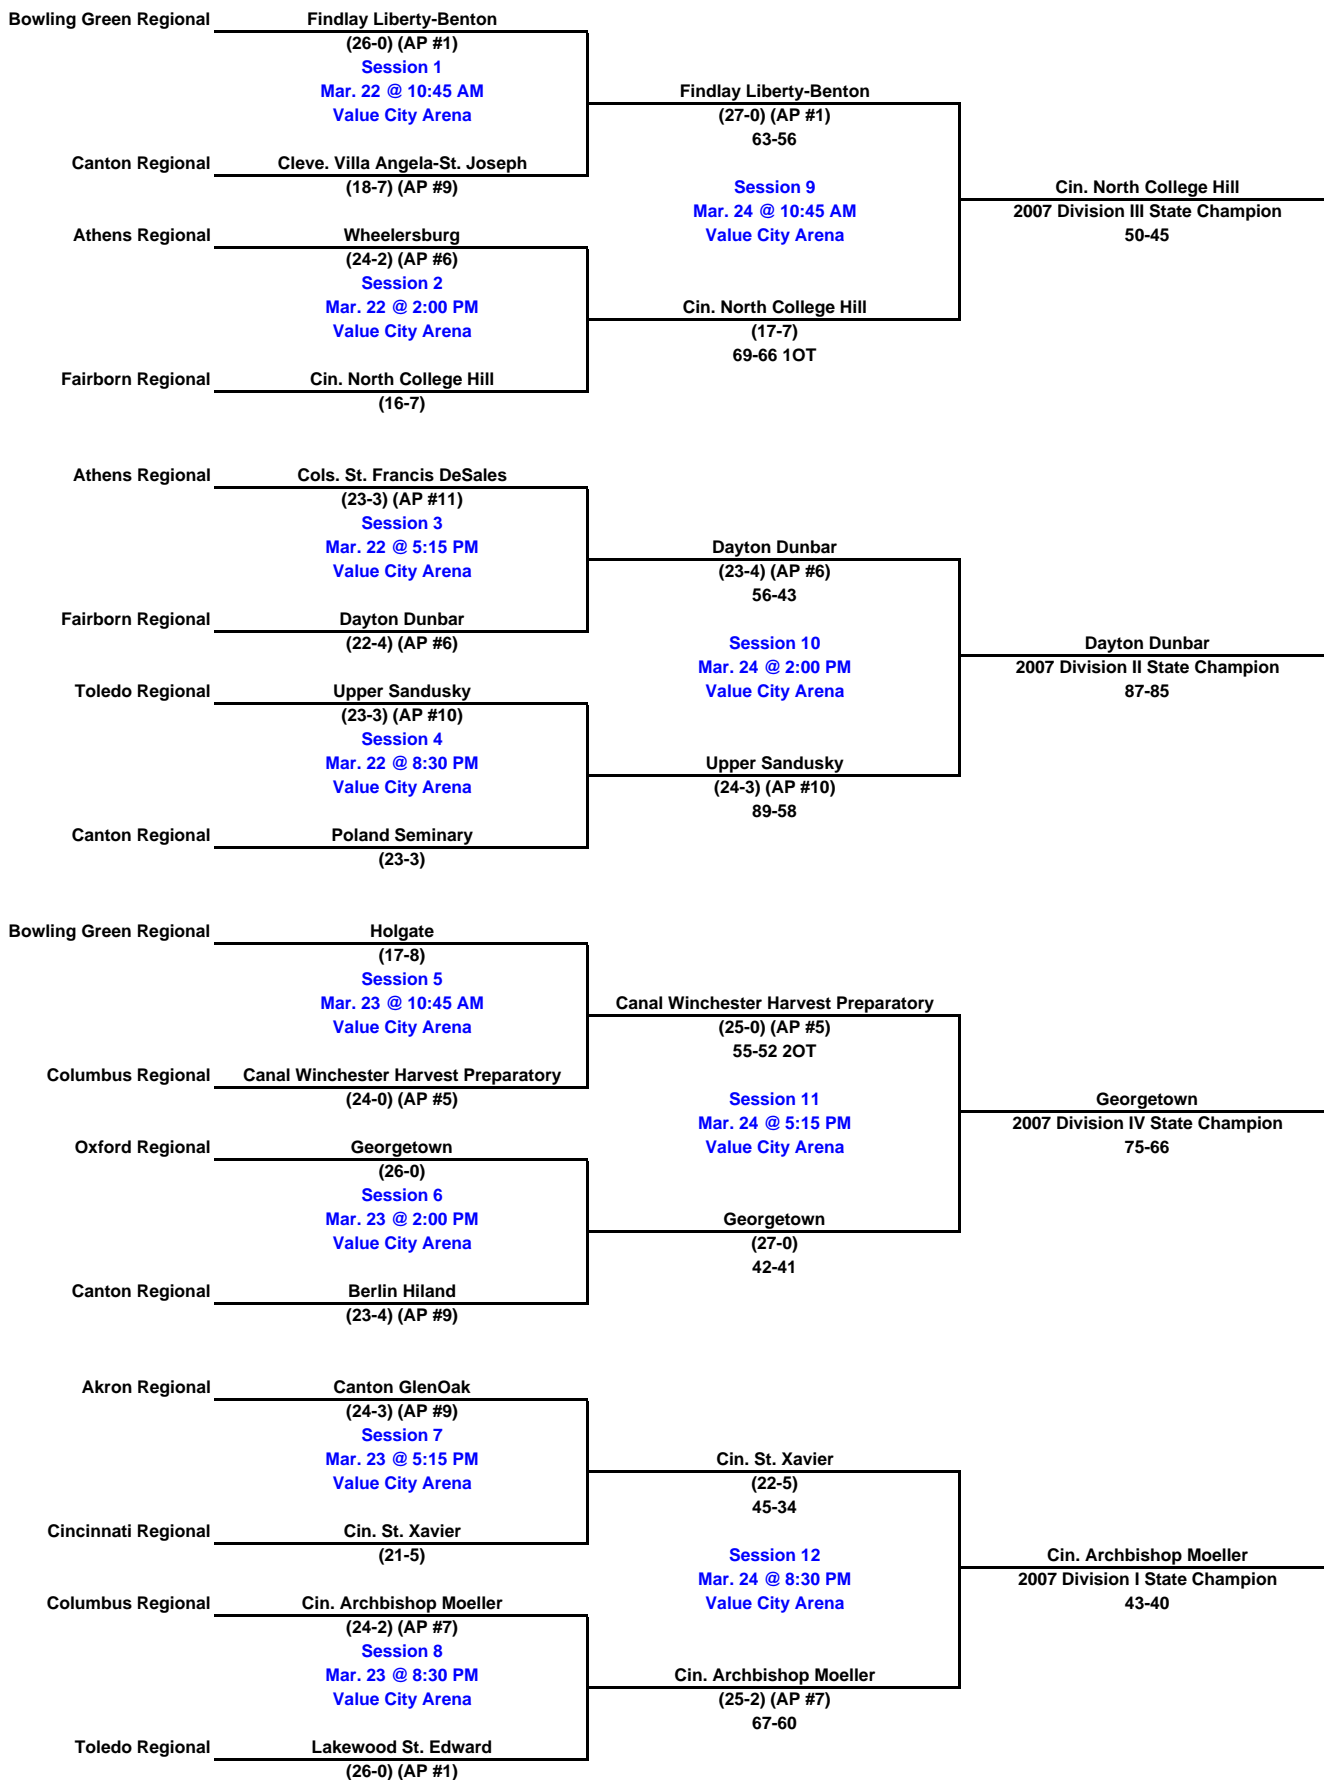 Bowling Green Regional
Findlay Liberty-Benton
(26-0) (AP #1)
Session 1
Mar. 22 @ 10:45 AM
Value City Arena
Canton Regional
Cleve. Villa Angela-St. Joseph
(18-7) (AP #9)
Findlay Liberty-Benton
(27-0) (AP #1)
63-56
Session 9
Mar. 24 @ 10:45 AM
Value City Arena
Cin. North College Hill
2007 Division III State Champion
50-45
Athens Regional
Wheelersburg
(24-2) (AP #6)
Session 2
Mar. 22 @ 2:00 PM
Value City Arena
Fairborn Regional
Cin. North College Hill
(16-7)
Cin. North College Hill
(17-7)
69-66 1OT
Athens Regional
Cols. St. Francis DeSales
(23-3) (AP #11)
Session 3
Mar. 22 @ 5:15 PM
Value City Arena
Fairborn Regional
Dayton Dunbar
(22-4) (AP #6)
Dayton Dunbar
(23-4) (AP #6)
56-43
Session 10
Mar. 24 @ 2:00 PM
Value City Arena
Dayton Dunbar
2007 Division II State Champion
87-85
Toledo Regional
Upper Sandusky
(23-3) (AP #10)
Session 4
Mar. 22 @ 8:30 PM
Value City Arena
Canton Regional
Poland Seminary
(23-3)
Upper Sandusky
(24-3) (AP #10)
89-58
Bowling Green Regional
Holgate
(17-8)
Session 5
Mar. 23 @ 10:45 AM
Value City Arena
Columbus Regional
Canal Winchester Harvest Preparatory
(24-0) (AP #5)
Canal Winchester Harvest Preparatory
(25-0) (AP #5)
55-52 2OT
Session 11
Mar. 24 @ 5:15 PM
Value City Arena
Georgetown
2007 Division IV State Champion
75-66
Oxford Regional
Georgetown
(26-0)
Session 6
Mar. 23 @ 2:00 PM
Value City Arena
Canton Regional
Berlin Hiland
(23-4) (AP #9)
Georgetown
(27-0)
42-41
Akron Regional
Canton GlenOak
(24-3) (AP #9)
Session 7
Mar. 23 @ 5:15 PM
Value City Arena
Cincinnati Regional
Cin. St. Xavier
(21-5)
Cin. St. Xavier
(22-5)
45-34
Session 12
Mar. 24 @ 8:30 PM
Value City Arena
Cin. Archbishop Moeller
2007 Division I State Champion
43-40
Columbus Regional
Cin. Archbishop Moeller
(24-2) (AP #7)
Session 8
Mar. 23 @ 8:30 PM
Value City Arena
Toledo Regional
Lakewood St. Edward
(26-0) (AP #1)
Cin. Archbishop Moeller
(25-2) (AP #7)
67-60